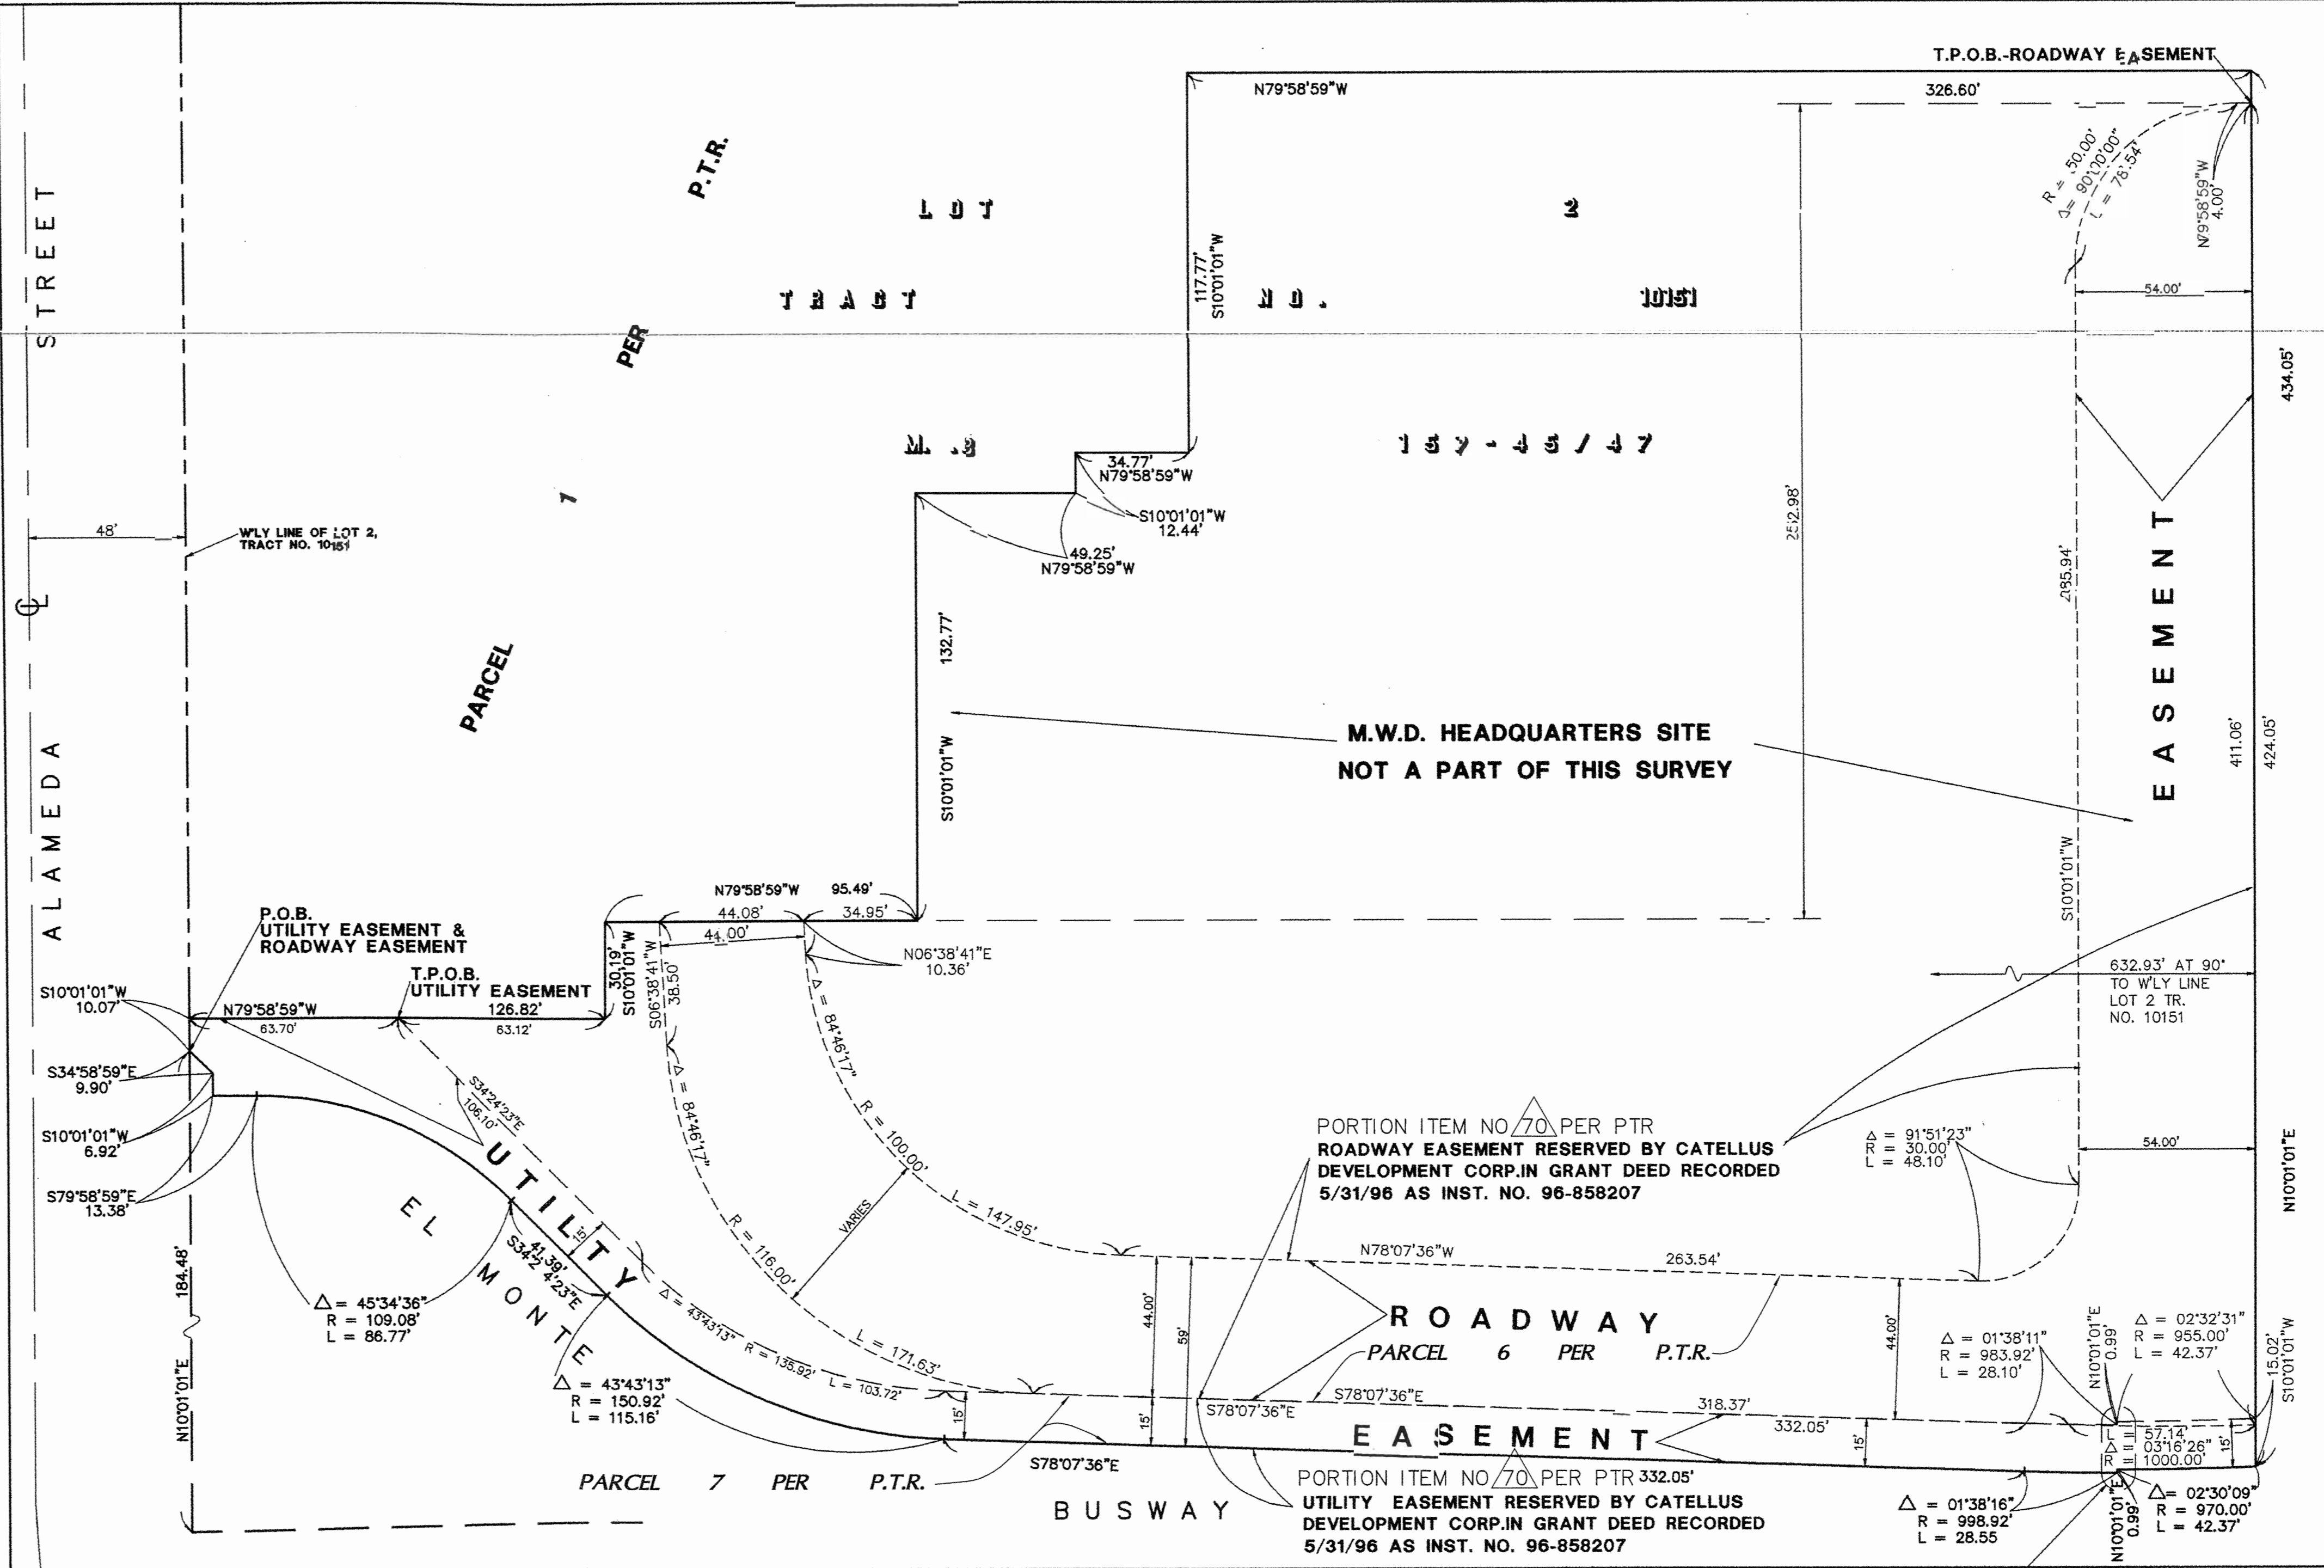 T.P.O.B.-ROADWAY EASEMENT
N79°58'59"W
326.60'
R = 50.00'
Δ= 90°00'00"
L = 78.54'
N79°58'59"W
4.00'
54.00'
STREET
P.T.R.
LOT 2
117.77'
S10°01'01"W
TRACT NO. 10151
PER
434.05'
M.B 157-45/47
34.77'
N79°58'59"W
S10°01'01"W
12.44'
49.25'
N79°58'59"W
1
48'
W'LY LINE OF LOT 2,
TRACT NO. 10151
℄
285.94'
EASEMENT
132.77'
S10°01'01"W
PARCEL
M.W.D. HEADQUARTERS SITE
NOT A PART OF THIS SURVEY
411.06'
424.05'
ALAMEDA
S10°01'01"W
N79°58'59"W 95.49'
44.08'
34.95'
44.00'
N06°38'41"E
10.36'
P.O.B.
UTILITY EASEMENT &
ROADWAY EASEMENT
T.P.O.B.
UTILITY EASEMENT
30.19'
S10°01'01"W
S06°38'41"W
38.50'
632.93' AT 90°
TO W'LY LINE
LOT 2 TR.
NO. 10151
S10°01'01"W
10.07'
N79°58'59"W
126.82'
63.70'
63.12'
S34°58'59"E
9.90'
S10°01'01"W
6.92'
S79°58'59"E
13.38'
S34°24'23"E
106.10'
Δ = 84°46'17"
R = 100.00'
L = 147.95'
Δ = 84°46'17"
R = 116.00'
L = 171.63'
VARIES
PORTION ITEM NO 70 PER PTR
ROADWAY EASEMENT RESERVED BY CATELLUS
DEVELOPMENT CORP.IN GRANT DEED RECORDED
5/31/96 AS INST. NO. 96-858207
Δ = 91°51'23"
R = 30.00'
L = 48.10'
54.00'
N10°01'01"E
UTILITY
15'
41.39'
S34°24'23"E
EL MONTE
184.48'
N10°01'01"E
Δ= 45°34'36"
R = 109.08'
L = 86.77'
Δ = 43°43'13"
R = 135.92'
L = 103.72'
N78°07'36"W
263.54'
44.00'
59'
44.00'
ROADWAY
PARCEL 6 PER P.T.R.
Δ = 43°43'13"
R = 150.92'
L = 115.16'
Δ = 01°38'11"
R = 983.92'
L = 28.10'
N10°01'01"E
0.99'
Δ = 02°32'31"
R = 955.00'
L = 42.37'
15.02'
S10°01'01"W
S78°07'36"E
318.37'
S78°07'36"E
332.05'
15'
15'
EASEMENT
15'
L = 57.14'
Δ = 03°16'26"
R = 1000.00'
15'
S78°07'36"E
PARCEL 7 PER P.T.R.
BUSWAY
PORTION ITEM NO 70 PER PTR 332.05'
UTILITY EASEMENT RESERVED BY CATELLUS
DEVELOPMENT CORP.IN GRANT DEED RECORDED
5/31/96 AS INST. NO. 96-858207
Δ = 01°38'16"
R = 998.92'
L = 28.55
N10°01'01"E
0.99'
Δ= 02°30'09"
R = 970.00'
L = 42.37'